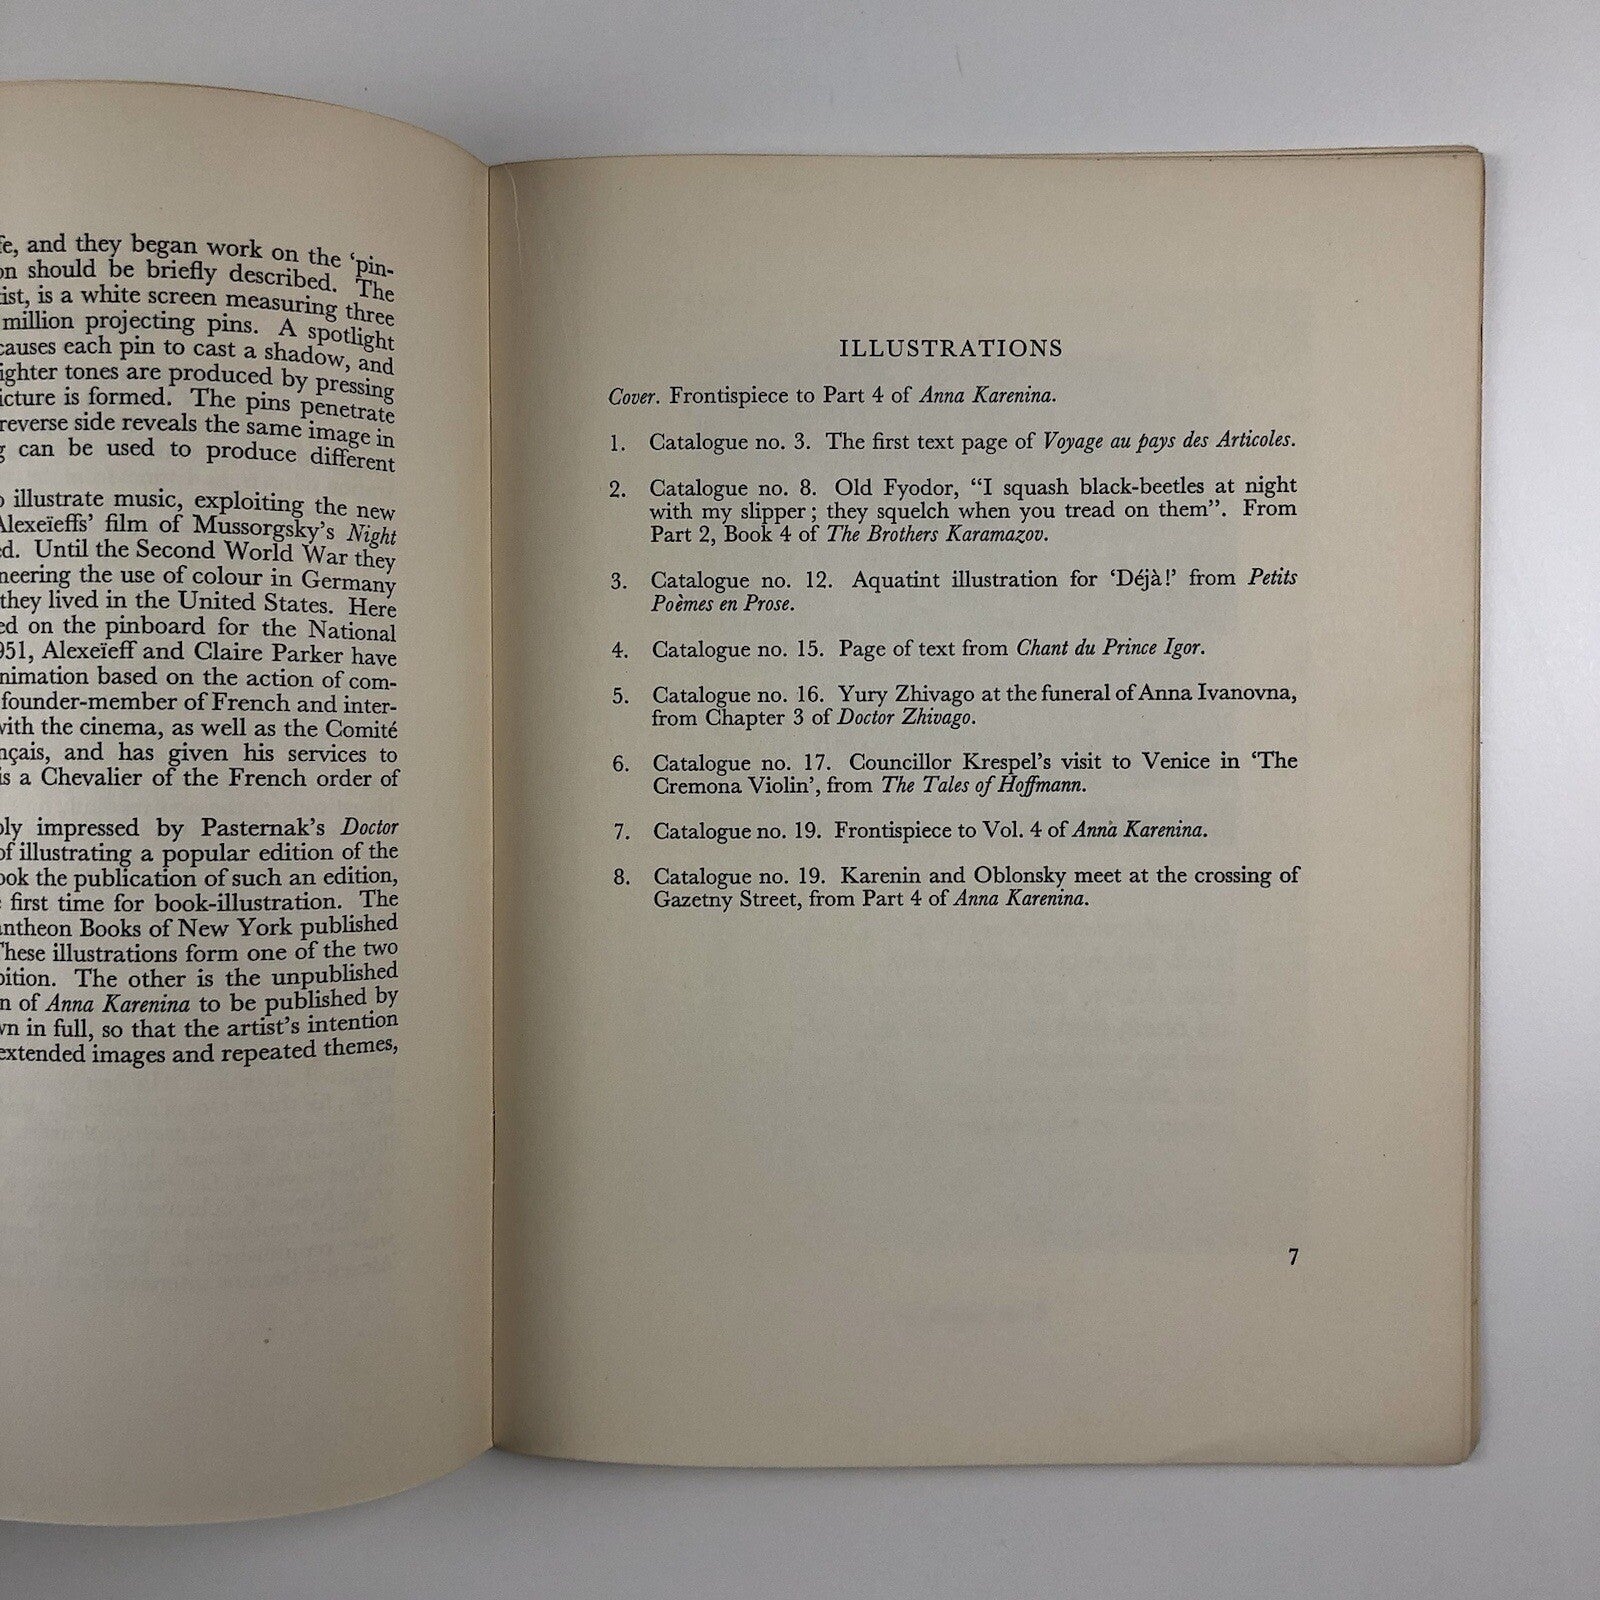 and they began work on the ‘pin-
should be briefly described. The
is a white screen measuring three
million projecting pins. A spotlight
causes each pin to cast a shadow, and
tones are produced by pressing
is formed. The pins penetrate
reverse side reveals the same image in
can be used to produce different
illustrate music, exploiting the new
Alexeïeffs’ film of Mussorgsky’s Night
Until the Second World War they
the use of colour in Germany
they lived in the United States. Here
on the pinboard for the National
Alexeïeff and Claire Parker have
based on the action of com-
founder-member of French and inter-
with the cinema, as well as the Comité
and has given his services to
is a Chevalier of the French order of
impressed by Pasternak’s Doctor
of illustrating a popular edition of the
the publication of such an edition,
first time for book-illustration. The
Books of New York published
These illustrations form one of the two
The other is the unpublished
of Anna Karenina to be published by
in full, so that the artist’s intention
extended images and repeated themes,
ILLUSTRATIONS
Cover. Frontispiece to Part 4 of Anna Karenina.
1. Catalogue no. 3. The first text page of Voyage au pays des Articoles.
2. Catalogue no. 8. Old Fyodor, “I squash black-beetles at night
with my slipper; they squelch when you tread on them”. From
Part 2, Book 4 of The Brothers Karamazov.
3. Catalogue no. 12. Aquatint illustration for ‘Déjà!’ from Petits
Poèmes en Prose.
4. Catalogue no. 15. Page of text from Chant du Prince Igor.
5. Catalogue no. 16. Yury Zhivago at the funeral of Anna Ivanovna,
from Chapter 3 of Doctor Zhivago.
6. Catalogue no. 17. Councillor Krespel’s visit to Venice in ‘The
Cremona Violin’, from The Tales of Hoffmann.
7. Catalogue no. 19. Frontispiece to Vol. 4 of Anna Karenina.
8. Catalogue no. 19. Karenin and Oblonsky meet at the crossing of
Gazetny Street, from Part 4 of Anna Karenina.
7